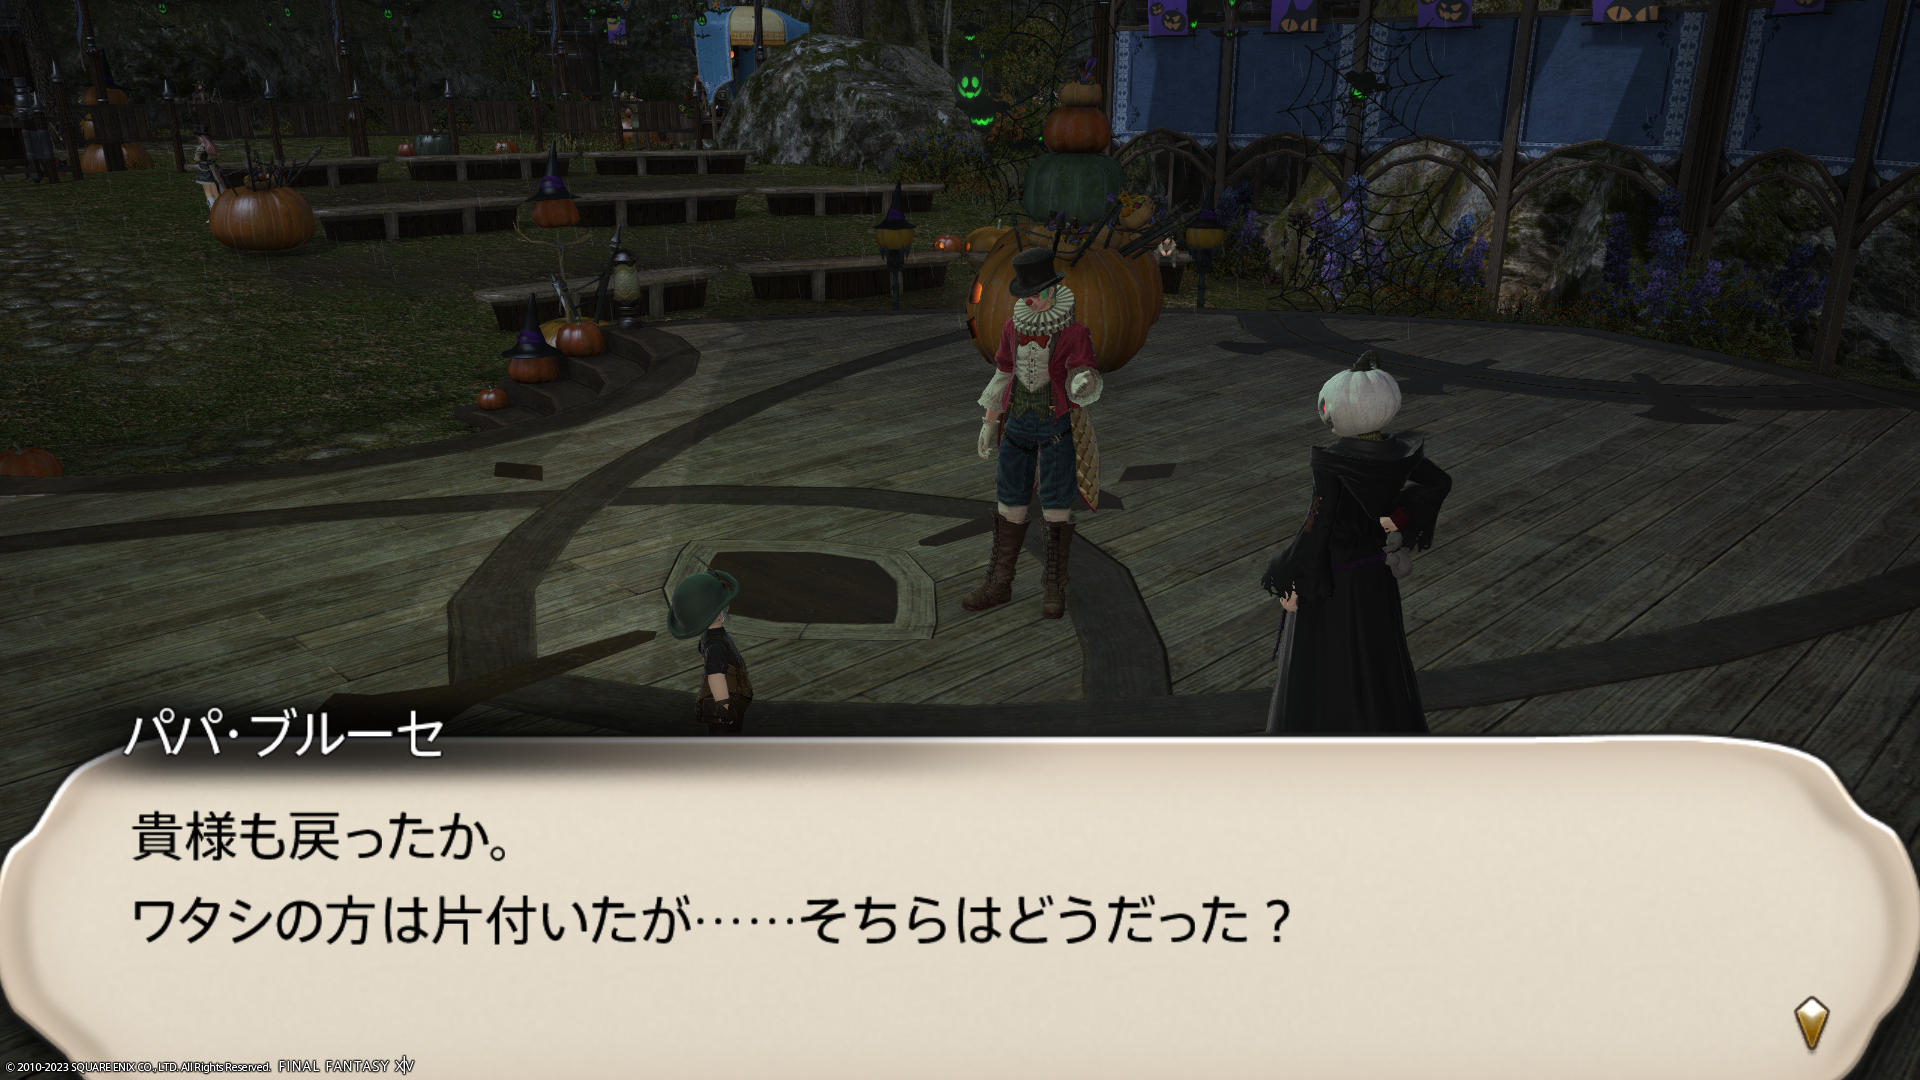 パパ・ブルーセ
貴様も戻ったか。
ワタシの方は片付いたが……そちらはどうだった？
© 2010-2023 SQUARE ENIX CO., LTD. All Rights Reserved. FINAL FANTASY XIV